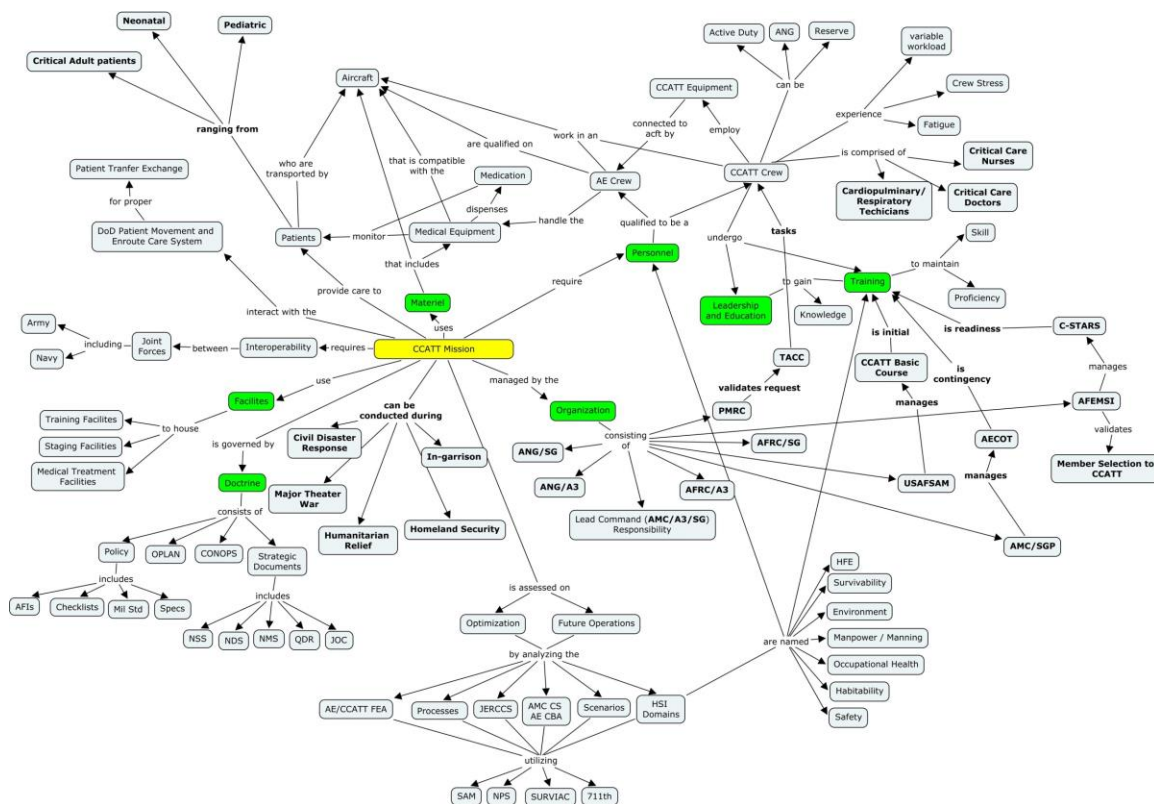 Neonatal
Pediatric
Critical Adult patients
ranging from
Active Duty
ANG
Reserve
variable
workload
can be
Crew Stress
experience
Fatigue
Aircraft
CCATT Equipment
connected to
acft by
employ
work in an
are qualified on
is comprised of
Critical Care
Nurses
who are
transported by
that is compatible
with the
Medication
AE Crew
CCATT Crew
Cardiopulminary/
Respiratory
Techicians
Critical Care
Doctors
Patient Tranfer Exchange
for proper
DoD Patient Movement and
Enroute Care System
dispenses
handle the
qualified to be a
Patients
monitor
Medical Equipment
undergo
tasks
Skill
that includes
Personnel
to maintain
provide care to
require
to gain
Training
Proficiency
Materiel
Leadership
and Education
Knowledge
interact with the
uses
is initial
is readiness
C-STARS
Army
including
Navy
Joint
Forces
between
Interoperability
requires
CCATT Mission
TACC
CCATT Basic
Course
is
contingency
manages
managed by the
validates request
use
Facilites
can be
conducted during
Organization
PMRC
manages
AFEMSI
Training Facilites
to house
Staging Facilities
Medical Treatment
Facilities
is governed by
Civil Disaster
Response
In-garrison
consisting
of
ANG/SG
AFRC/SG
AECOT
validates
Doctrine
Major Theater
War
ANG/A3
AFRC/A3
USAFSAM
manages
Member Selection to
CCATT
consists of
Humanitarian
Relief
Homeland Security
Lead Command (AMC/A3/SG)
Responsibility
AMC/SGP
Policy
OPLAN
CONOPS
Strategic
Documents
includes
AFIs
Checklists
Mil Std
Specs
includes
NSS
NDS
NMS
QDR
JOC
is assessed on
Optimization
Future Operations
by analyzing the
HFE
Survivability
Environment
are named
Manpower / Manning
Occupational Health
Habitability
Safety
AE/CCATT FEA
Processes
JERCCS
AMC CS
AE CBA
Scenarios
HSI
Domains
utilizing
SAM
NPS
SURVIAC
711th